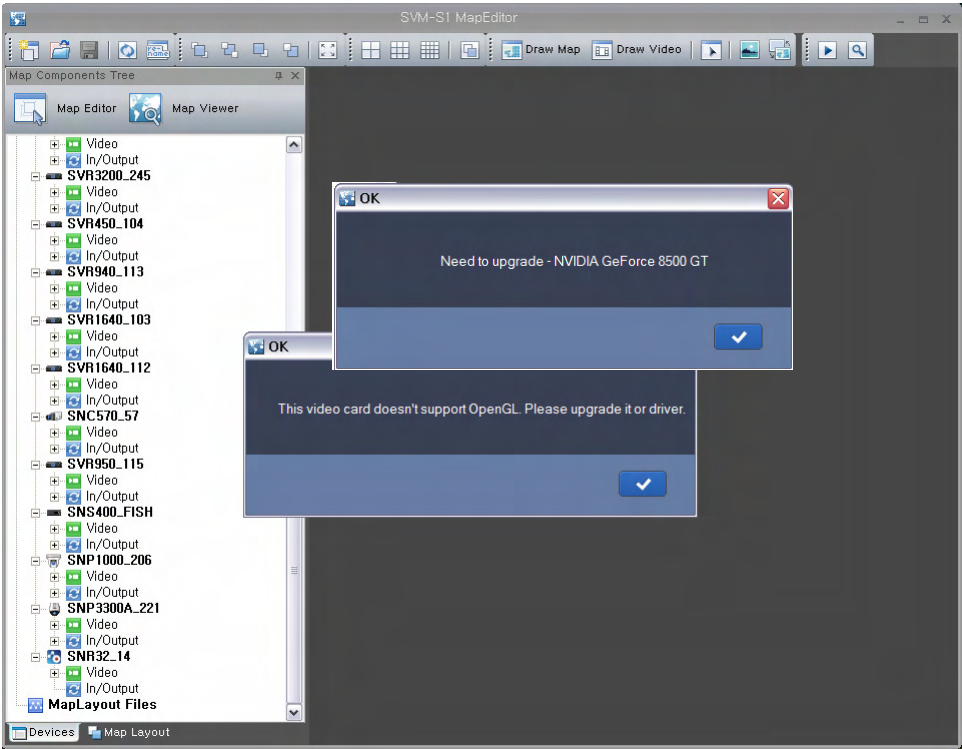 SVM-S1 MapEditor
Draw Map Draw Video
Map Components Tree
Map Editor Map Viewer
Video
In/Output
SVR3200_245
Video
In/Output
SVR450_104
Video
In/Output
SVR940_113
Video
In/Output
SVR1640_103
Video
In/Output
SVR1640_112
Video
In/Output
SNC570_57
Video
In/Output
SVR950_115
Video
In/Output
SNS400_FISH
Video
In/Output
SNP1000_206
Video
In/Output
SNP3300A_221
Video
In/Output
SNR32_14
Video
In/Output
MapLayout Files
Devices Map Layout
OK
Need to upgrade - NVIDIA GeForce 8500 GT
OK
This video card doesn't support OpenGL. Please upgrade it or driver.